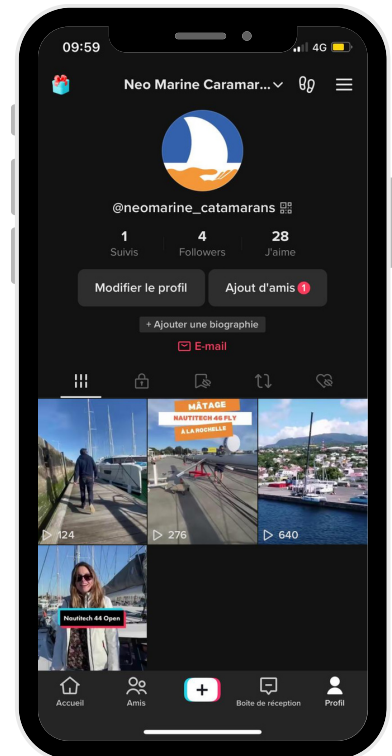 09:59
4G
Neo Marine Caramar...
@neomarine_catamarans
1
Suivis
4
Followers
28
J'aime
Modifier le profil
Ajout d'amis 1
+ Ajouter une biographie
E-mail
124
MÂTAGE
NAUTITECH 46 FLY
À LA ROCHELLE
276
640
Nautitech 44 Open
Accueil
Amis
Boîte de réception
Profil